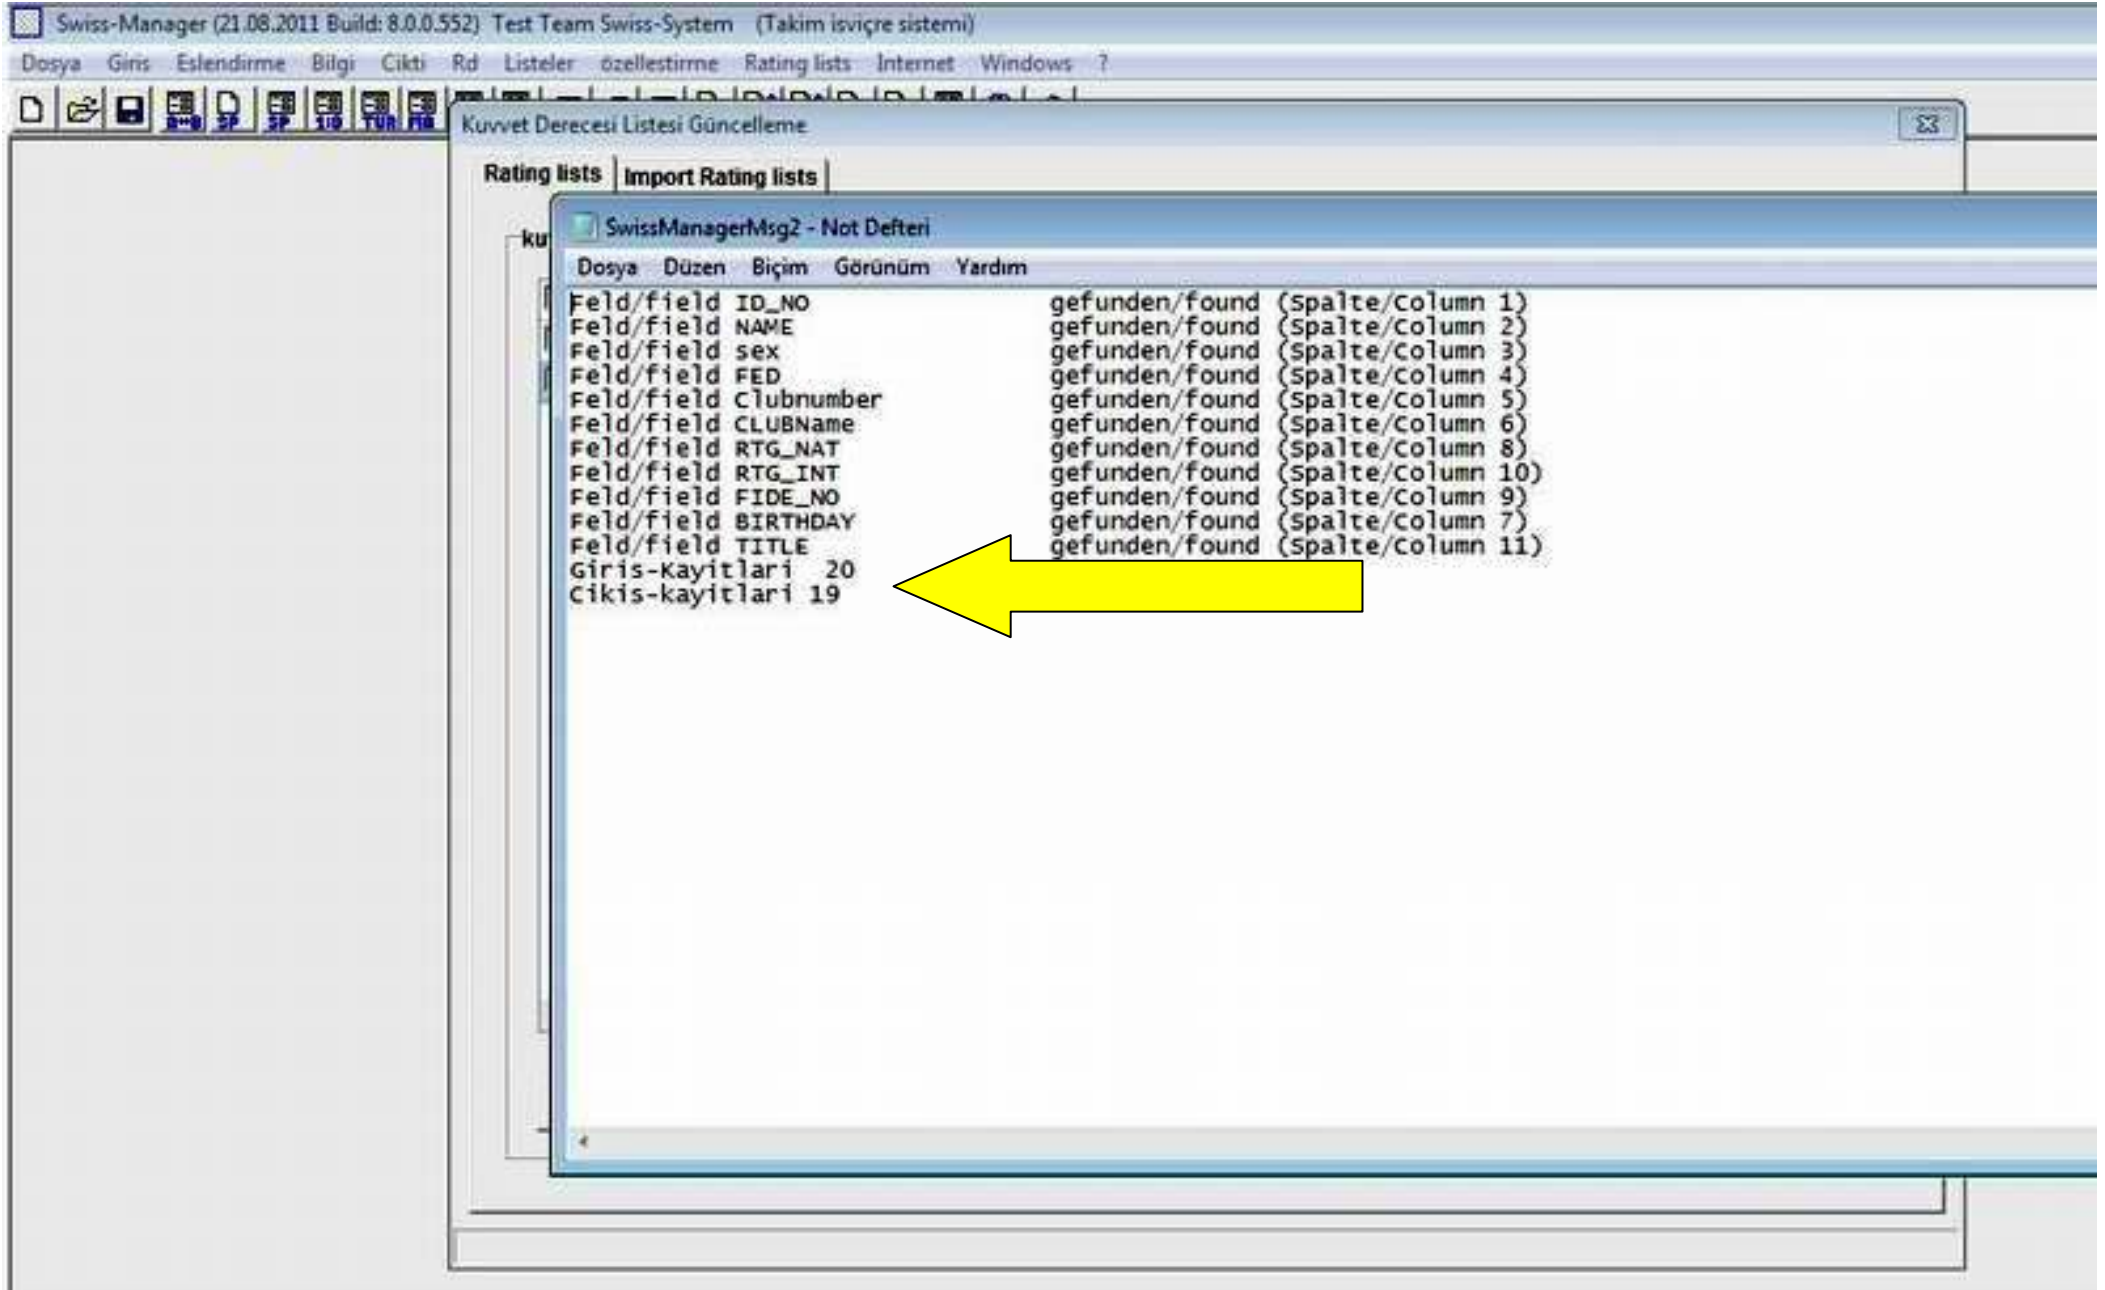 Swiss-Manager (21.08.2011 Build: 8.0.0.552) Test Team Swiss-System (Takim isviçre sistemi)
Dosya Giris Eslendirme Bilgi Cikti Rd Listeler özellestirme Rating lists Internet Windows ?
SP SP TUR
Kuvvet Derecesi Listesi Güncelleme
Rating lists Import Rating lists
ku
SwissManagerMsg2 - Not Defteri
Dosya Düzen Biçim Görünüm Yardım
Feld/field ID_NO gefunden/found (Spalte/Column 1)
Feld/field NAME gefunden/found (Spalte/Column 2)
Feld/field sex gefunden/found (Spalte/Column 3)
Feld/field FED gefunden/found (Spalte/Column 4)
Feld/field Clubnumber gefunden/found (Spalte/Column 5)
Feld/field CLUBName gefunden/found (Spalte/Column 6)
Feld/field RTG_NAT gefunden/found (Spalte/Column 8)
Feld/field RTG_INT gefunden/found (Spalte/Column 10)
Feld/field FIDE_NO gefunden/found (Spalte/Column 9)
Feld/field BIRTHDAY gefunden/found (Spalte/Column 7)
Feld/field TITLE gefunden/found (Spalte/Column 11)
Giris-Kayitlari 20
Cikis-kayitlari 19